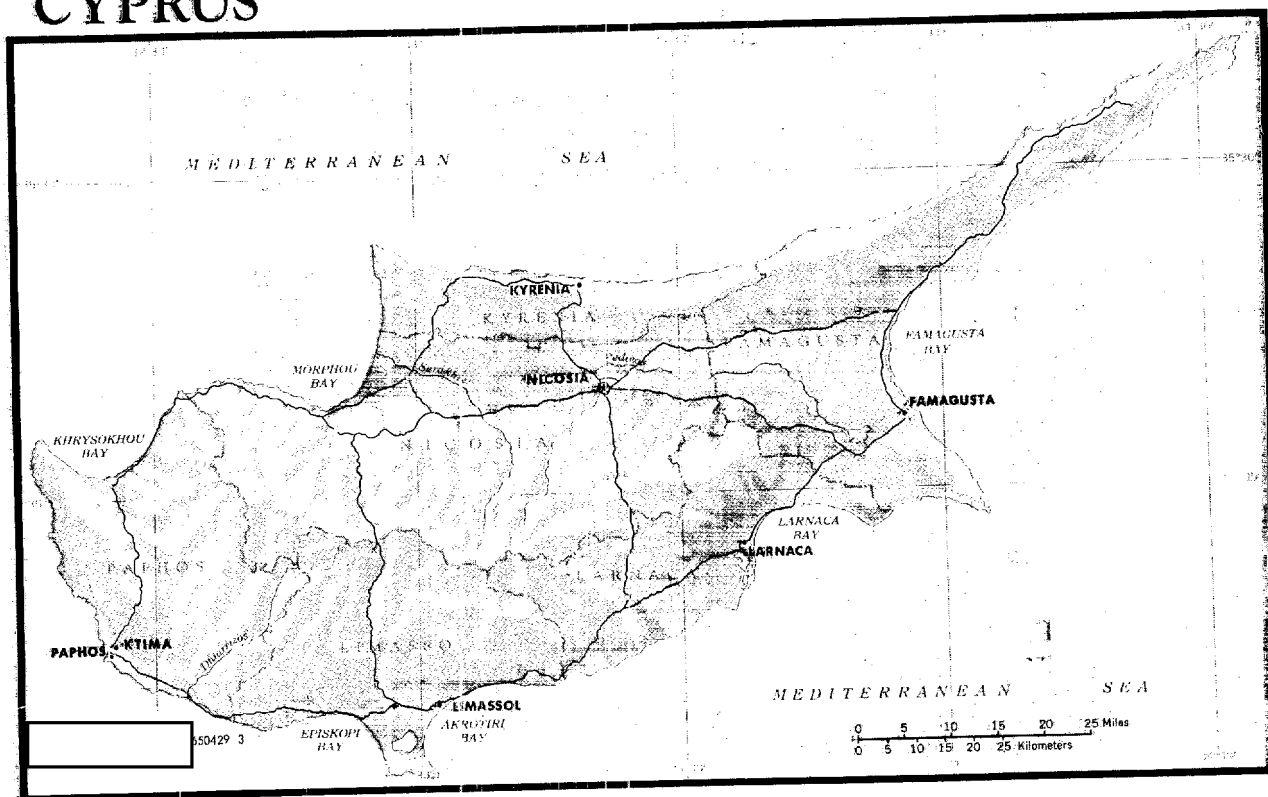 CYPRUS
MEDITERRANEAN SEA
KYRENIA
KYRENIA
FAMAGUSTA
FAMAGUSTA
BAY
MORPHOU
BAY
NICOSIA
FAMAGUSTA
KHRYSOKHOU
BAY
NICOSIA
LARNACA
BAY
LARNACA
PAPHOS
LARNACA
PAPHOS
KTIMA
LIMASSOL
MEDITERRANEAN SEA
LIMASSOL
EPISKOPI
BAY
AKROTIRI
BAY
650429 3
0 5 10 15 20 25 Miles
0 5 10 15 20 25 Kilometers